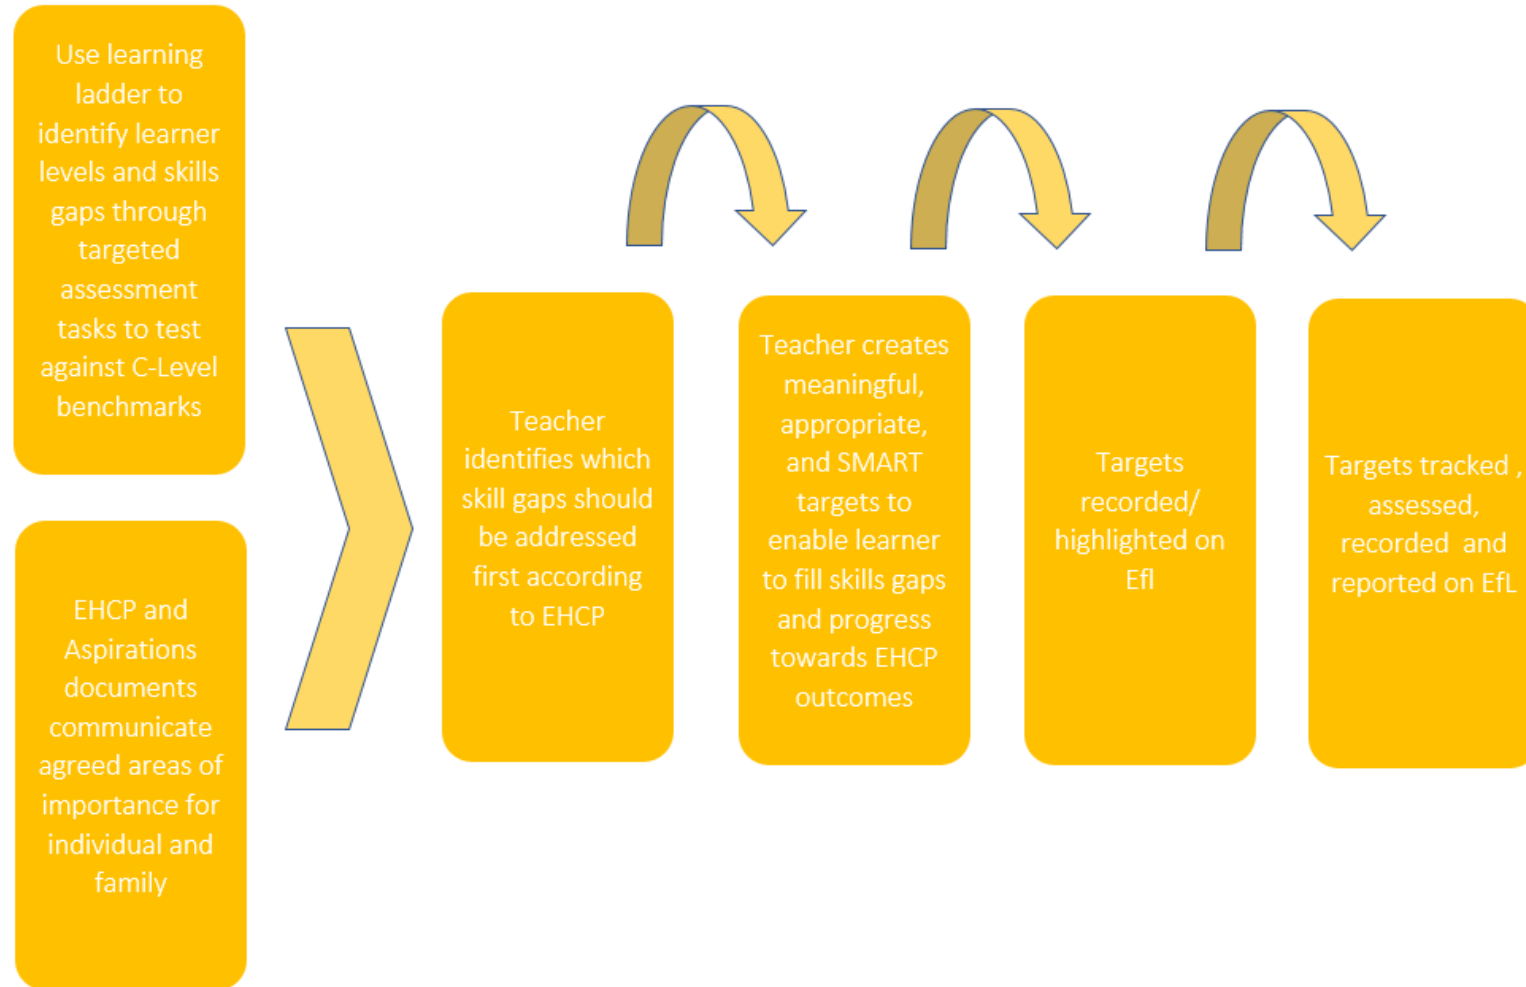 Use learning
ladder to
identify learner
levels and skills
gaps through
targeted
assessment
tasks to test
against C-Level
benchmarks
EHCP and
Aspirations
documents
communicate
agreed areas of
importance for
individual and
family
Teacher
identifies which
skill gaps should
be addressed
first according
to EHCP
Teacher creates
meaningful,
appropriate,
and SMART
targets to
enable learner
to fill skills gaps
and progress
towards EHCP
outcomes
Targets
recorded/
highlighted on
Efl
Targets tracked ,
assessed,
recorded  and
reported on EfL